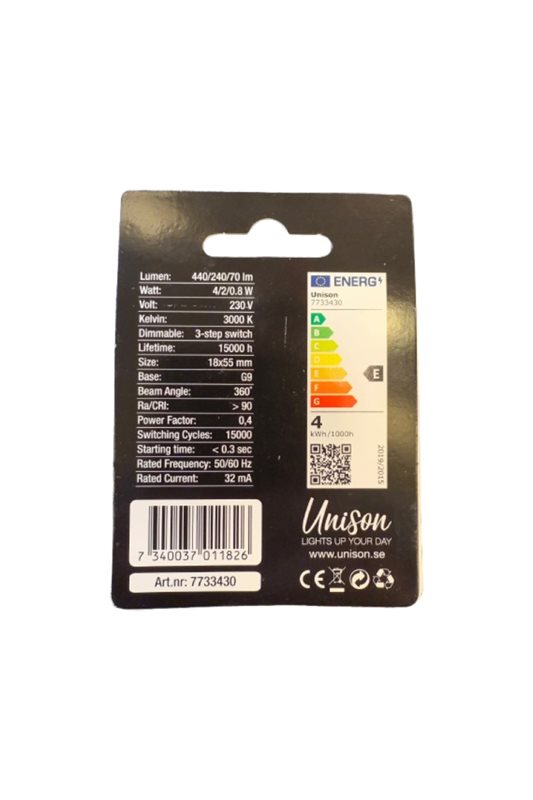 Lumen: 440/240/70 lm
Watt: 4/2/0.8 W
Volt: 230 V
Kelvin: 3000 K
Dimmable: 3-step switch
Lifetime: 15000 h
Size: 18x55 mm
Base: G9
Beam Angle: 360°
Ra/CRI: > 90
Power Factor: 0,4
Switching Cycles: 15000
Starting time: < 0.3 sec
Rated Frequency: 50/60 Hz
Rated Current: 32 mA
7 340037 011826
Art.nr: 7733430
ENERG
Unison
7733430
A
B
C
D
E
F
G
E
4
kWh/1000h
2019/2015
Unison
LIGHTS UP YOUR DAY
www.unison.se
CE